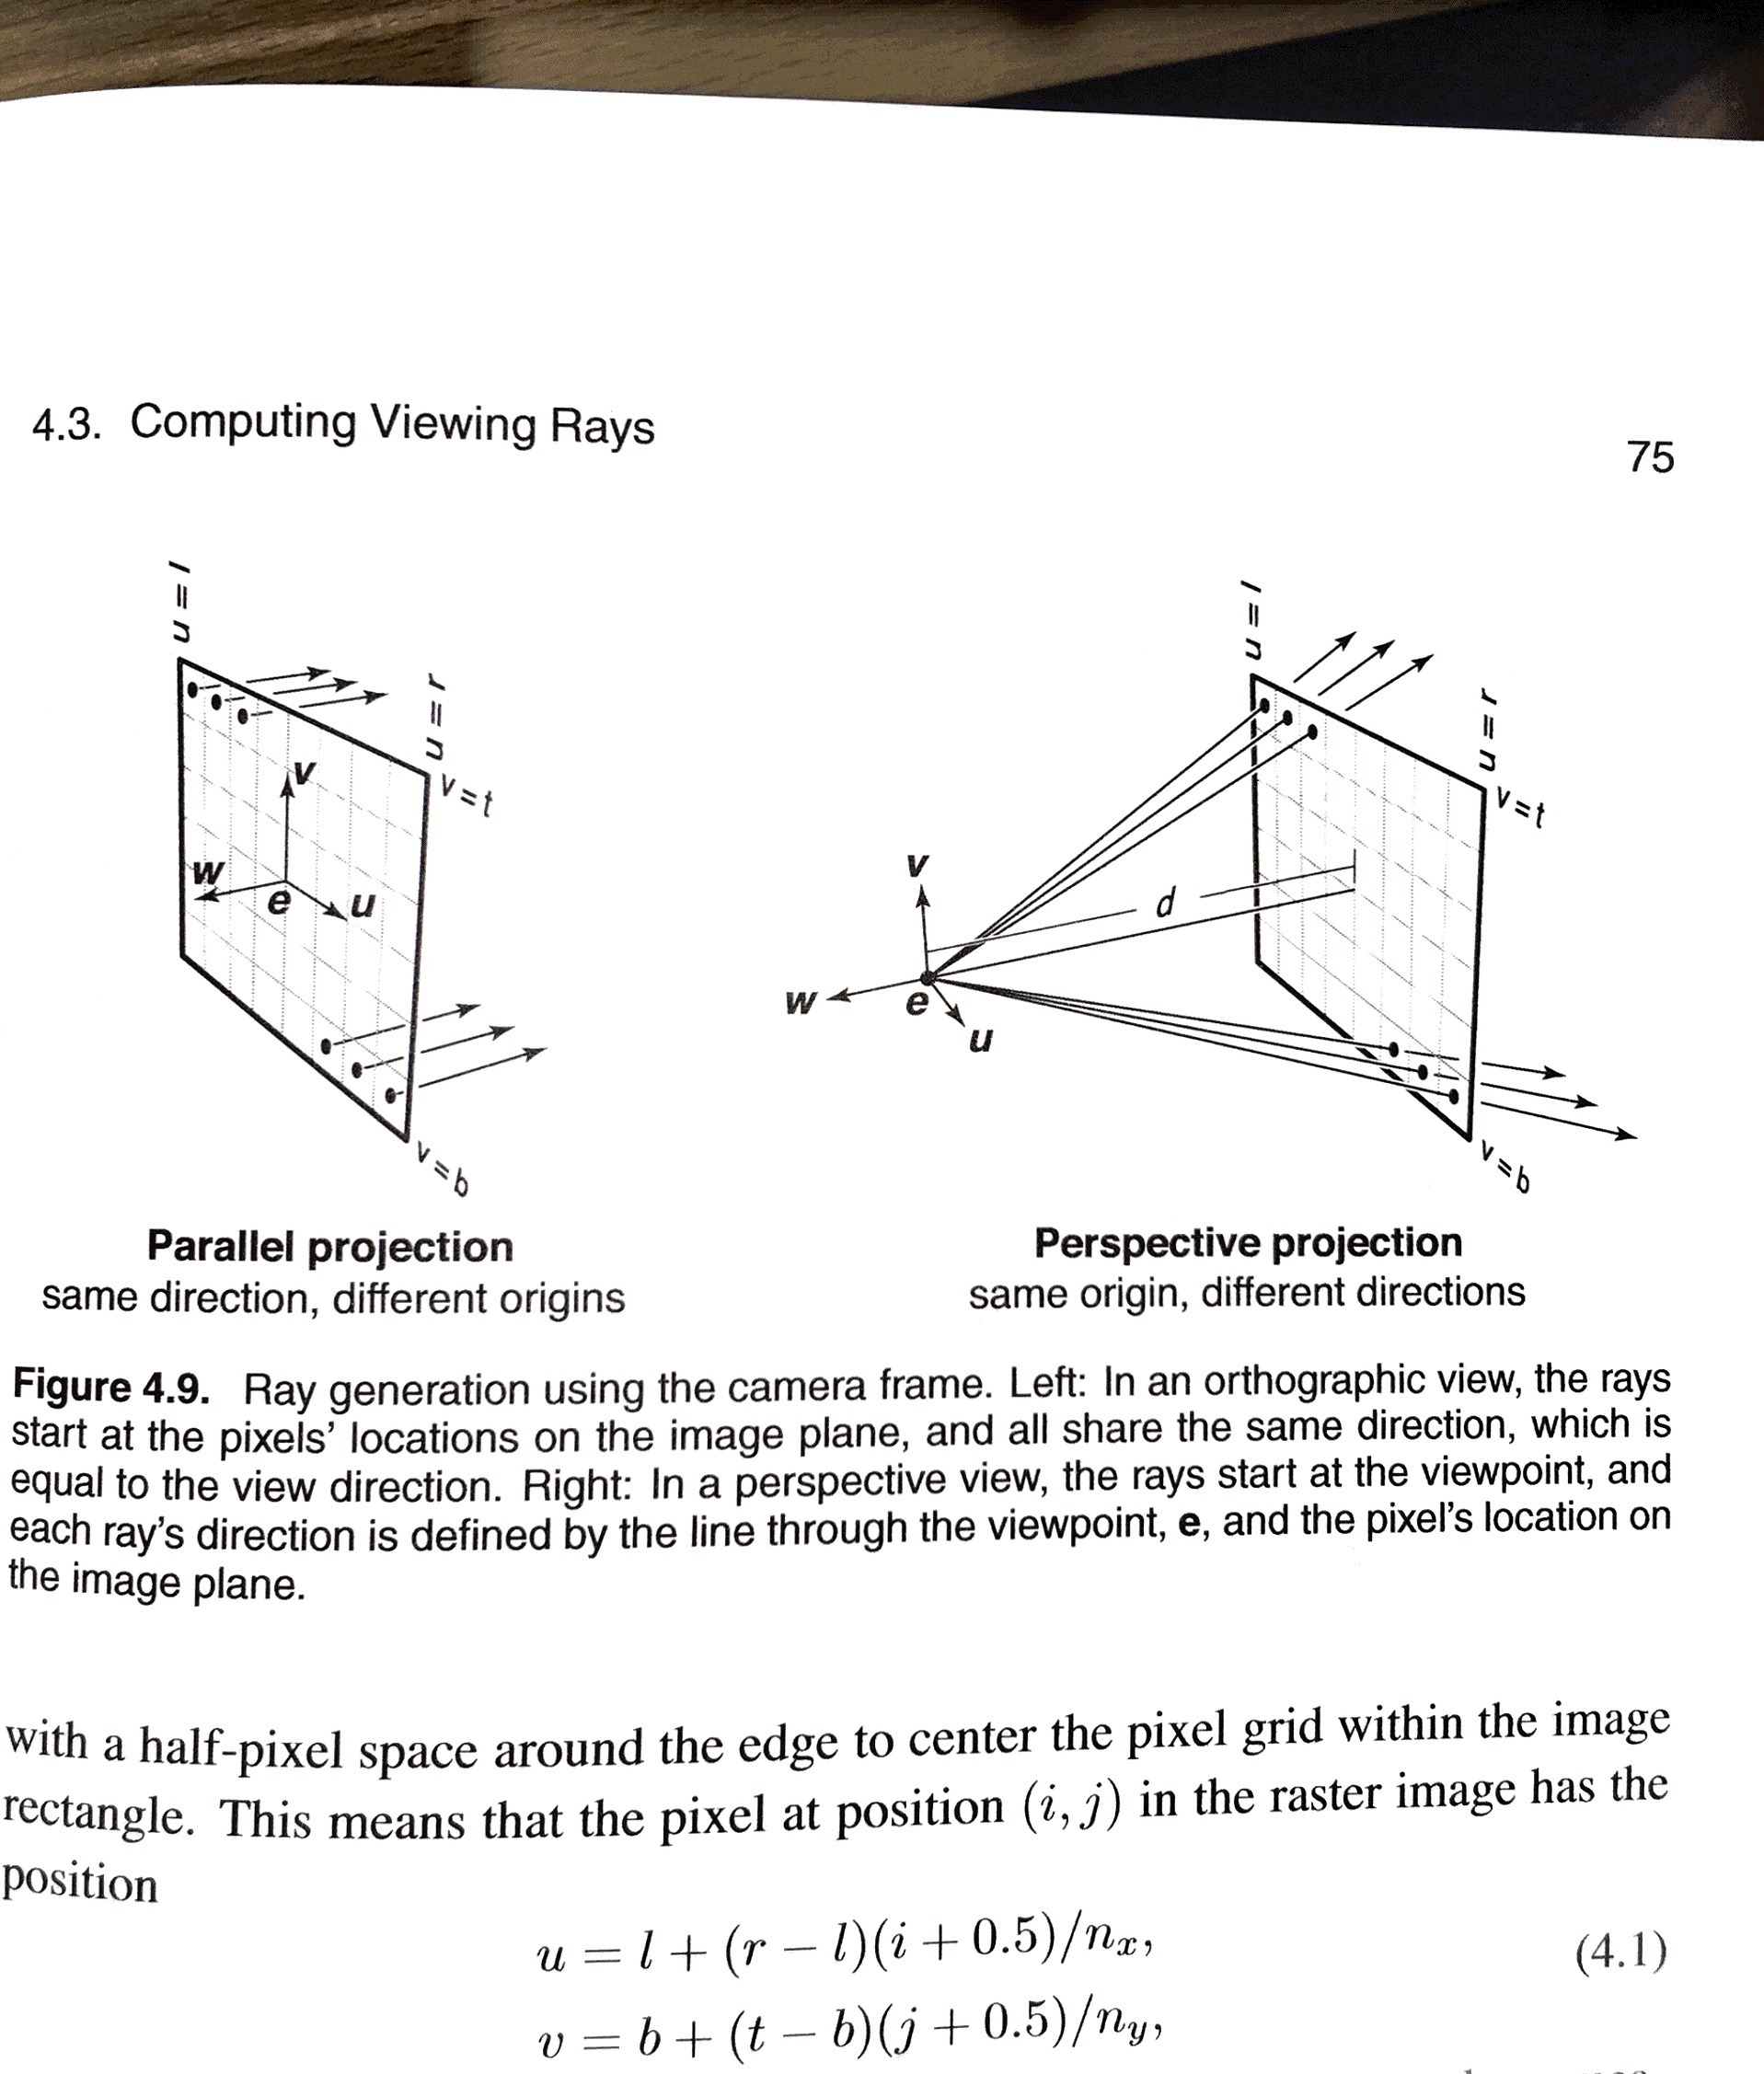 4.3. Computing Viewing Rays
75
u = l
u = r
v = t
v
w
e
u
v = b
u = l
u = r
v = t
v
d
w
e
u
v = b
Parallel projection
same direction, different origins
Perspective projection
same origin, different directions
Figure 4.9. Ray generation using the camera frame. Left: In an orthographic view, the rays
start at the pixels’ locations on the image plane, and all share the same direction, which is
equal to the view direction. Right: In a perspective view, the rays start at the viewpoint, and
each ray’s direction is defined by the line through the viewpoint, e, and the pixel’s location on
the image plane.
with a half-pixel space around the edge to center the pixel grid within the image
rectangle. This means that the pixel at position (i, j) in the raster image has the
position
u = l + (r − l)(i + 0.5)/nₓ,
(4.1)
v = b + (t − b)(j + 0.5)/n_y,